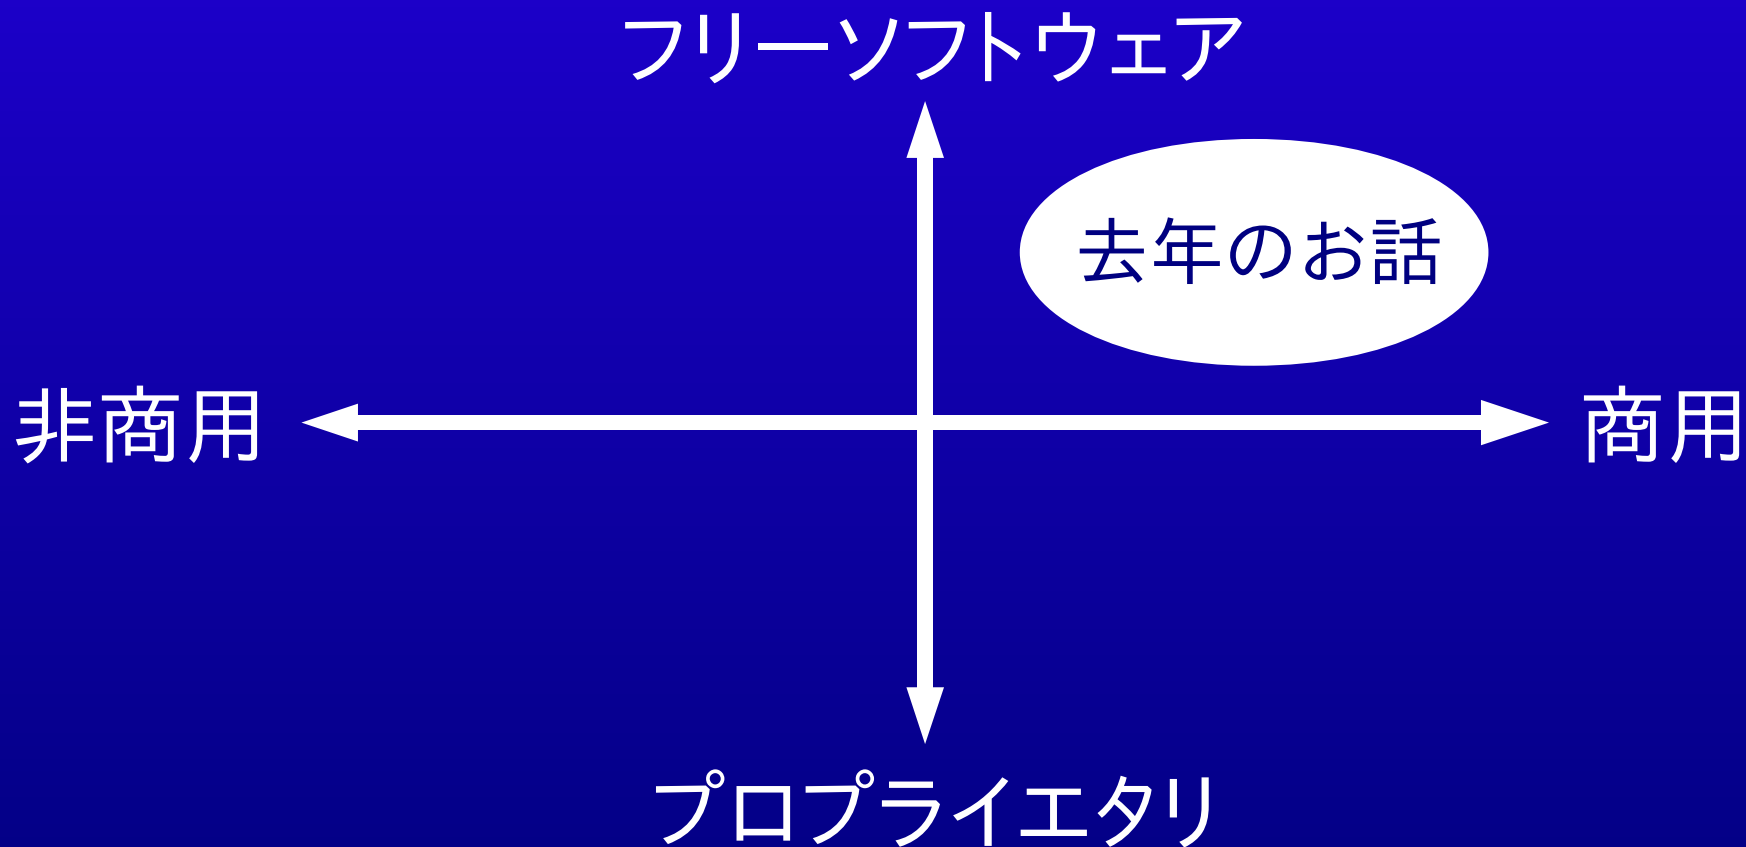 フリーソフトウェア
去年のお話
非商用
商用
プロプライエタリ